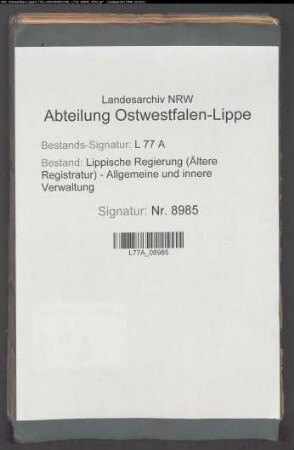 Landesarchiv NRW
Abteilung Ostwestfalen-Lippe
Bestands-Signatur: L 77 A
Bestand: Lippische Regierung (Ältere
Registratur) - Allgemeine und innere
Verwaltung
Signatur: Nr. 8985
L77A_08985